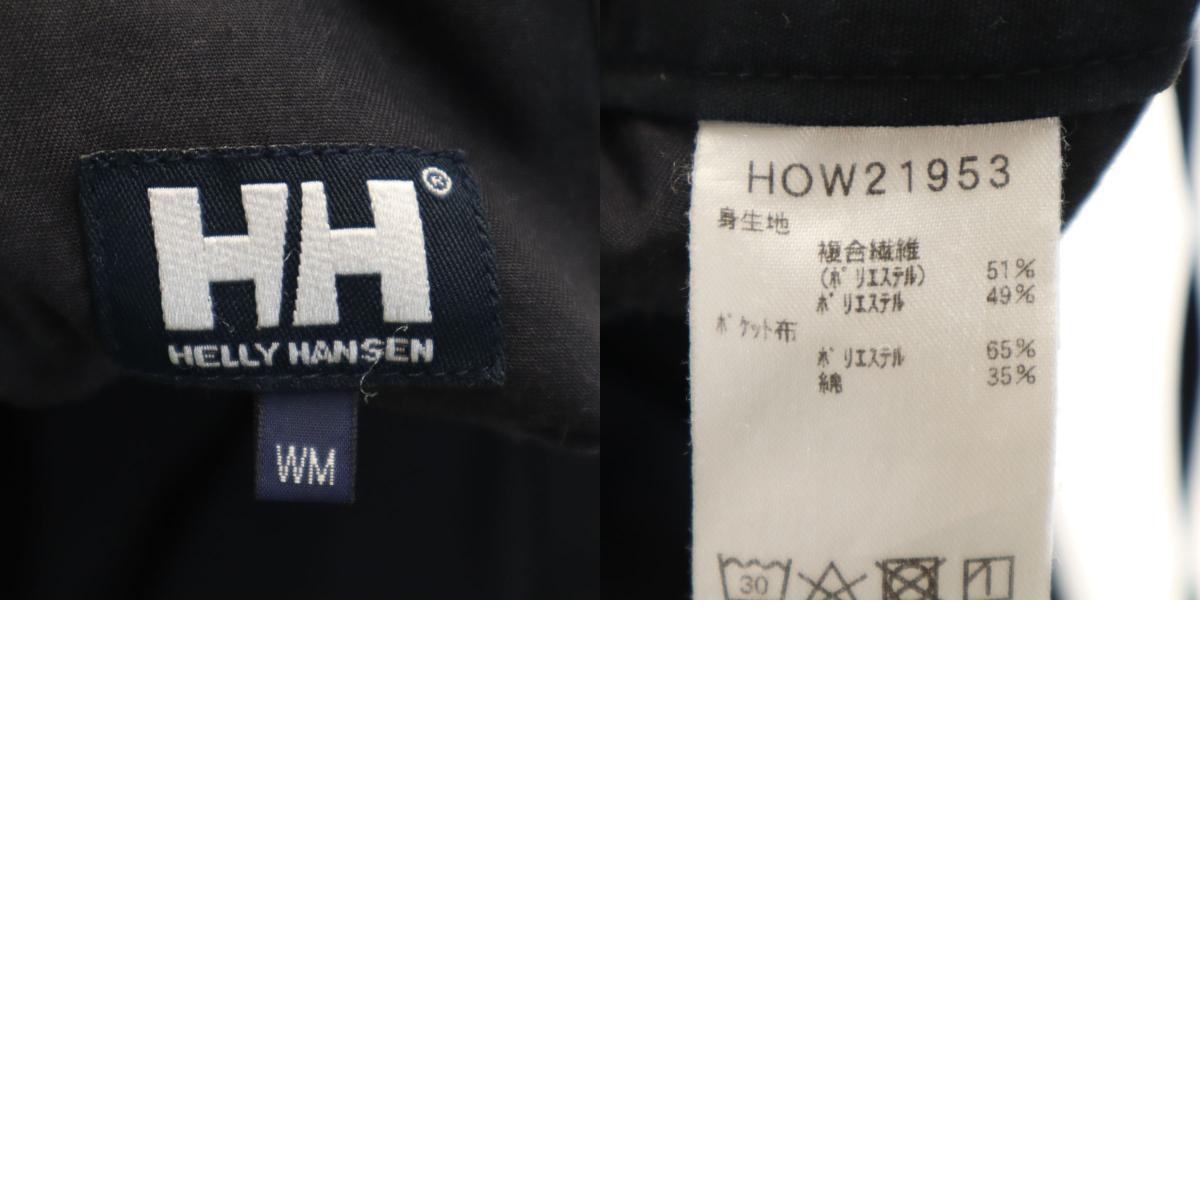 HH®
HELLY HANSEN
WM
HOW21953
身生地
複合繊維
(ポリエステル) 51%
ポリエステル 49%
ポケット布
ポリエステル 65%
綿 35%
30